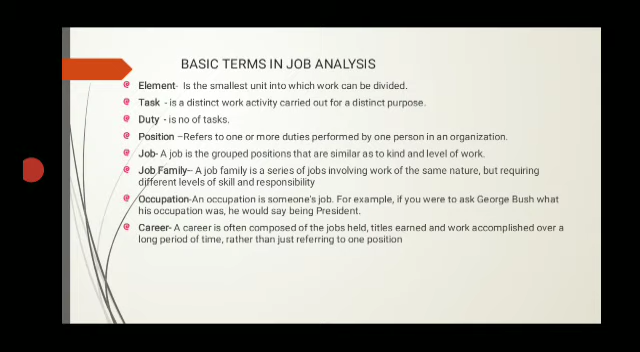 BASIC TERMS IN JOB ANALYSIS
Element- Is the smallest unit into which work can be divided.
Task - is a distinct work activity carried out for a distinct purpose.
Duty - is no of tasks.
Position –Refers to one or more duties performed by one person in an organization.
Job- A job is the grouped positions that are similar as to kind and level of work.
Job Family-- A job family is a series of jobs involving work of the same nature, but requiring
different levels of skill and responsibility
Occupation-An occupation is someone's job. For example, if you were to ask George Bush what
his occupation was, he would say being President.
Career- A career is often composed of the jobs held, titles earned and work accomplished over a
long period of time, rather than just referring to one position